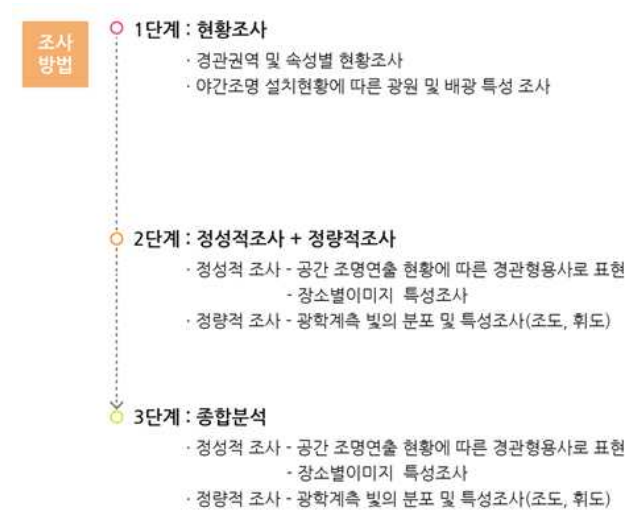 조사
방법
1단계 : 현황조사
· 경관권역 및 속성별 현황조사
· 야간조명 설치현황에 따른 광원 및 배광 특성 조사
2단계 : 정성적조사 + 정량적조사
· 정성적 조사 - 공간 조명연출 현황에 따른 경관형용사로 표현
- 장소별이미지 특성조사
· 정량적 조사 - 광학계측 빛의 분포 및 특성조사(조도, 휘도)
3단계 : 종합분석
· 정성적 조사 - 공간 조명연출 현황에 따른 경관형용사로 표현
- 장소별이미지 특성조사
· 정량적 조사 - 광학계측 빛의 분포 및 특성조사(조도, 휘도)